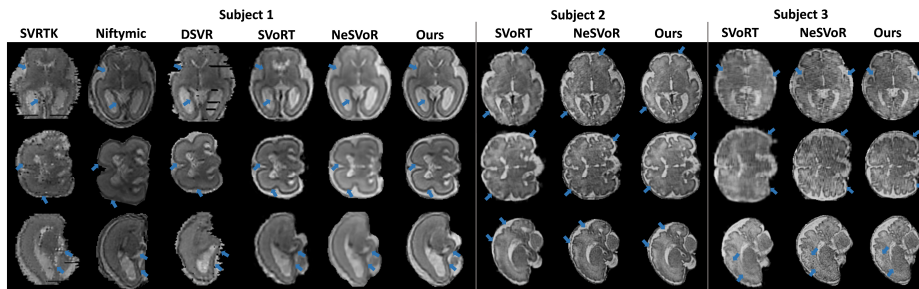 Subject 1 Subject 2 Subject 3
SVRTK Niftymic DSVR SVoRT NeSVoR Ours SVoRT NeSVoR Ours SVoRT NeSVoR Ours